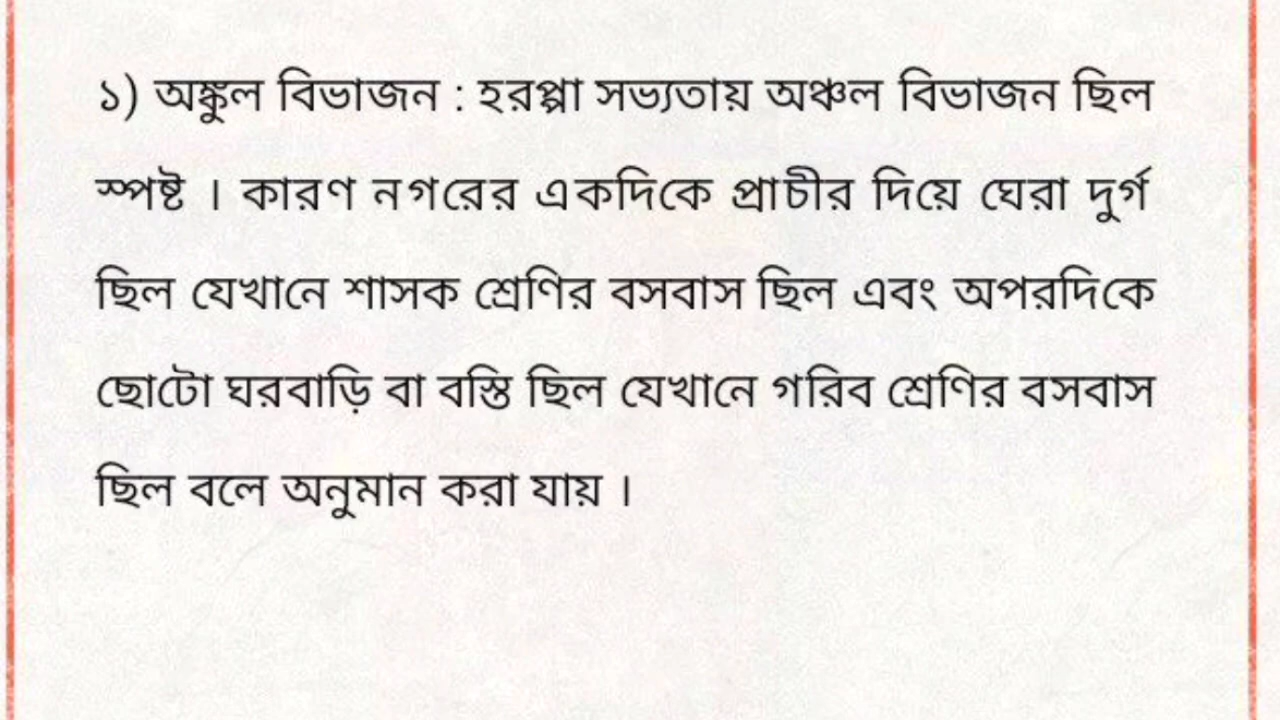 ১) অঙ্কুল বিভাজন : হরপ্পা সভ্যতায় অঞ্চল বিভাজন ছিল
স্পষ্ট । কারণ নগরের একদিকে প্রাচীর দিয়ে ঘেরা দুর্গ
ছিল যেখানে শাসক শ্রেণির বসবাস ছিল এবং অপরদিকে
ছোটো ঘরবাড়ি বা বস্তি ছিল যেখানে গরিব শ্রেণির বসবাস
ছিল বলে অনুমান করা যায় ।